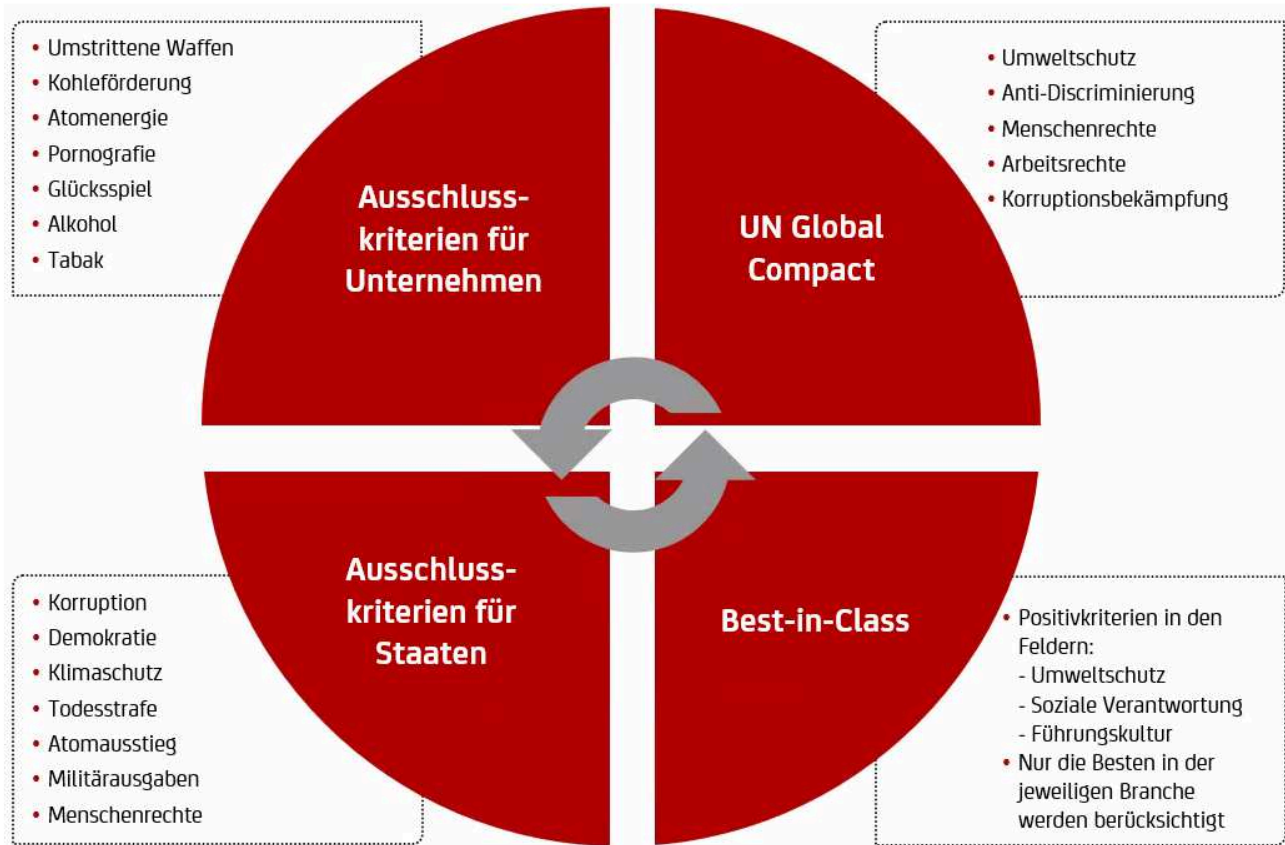 • Umstrittene Waffen
• Kohleförderung
• Atomenergie
• Pornografie
• Glücksspiel
• Alkohol
• Tabak
Ausschluss-
kriterien für
Unternehmen
UN Global
Compact
• Umweltschutz
• Anti-Discriminierung
• Menschenrechte
• Arbeitsrechte
• Korruptionsbekämpfung
• Korruption
• Demokratie
• Klimaschutz
• Todesstrafe
• Atomausstieg
• Militärausgaben
• Menschenrechte
Ausschluss-
kriterien für
Staaten
Best-in-Class
• Positivkriterien in den
Feldern:
- Umweltschutz
- Soziale Verantwortung
- Führungskultur
• Nur die Besten in der
jeweiligen Branche
werden berücksichtigt